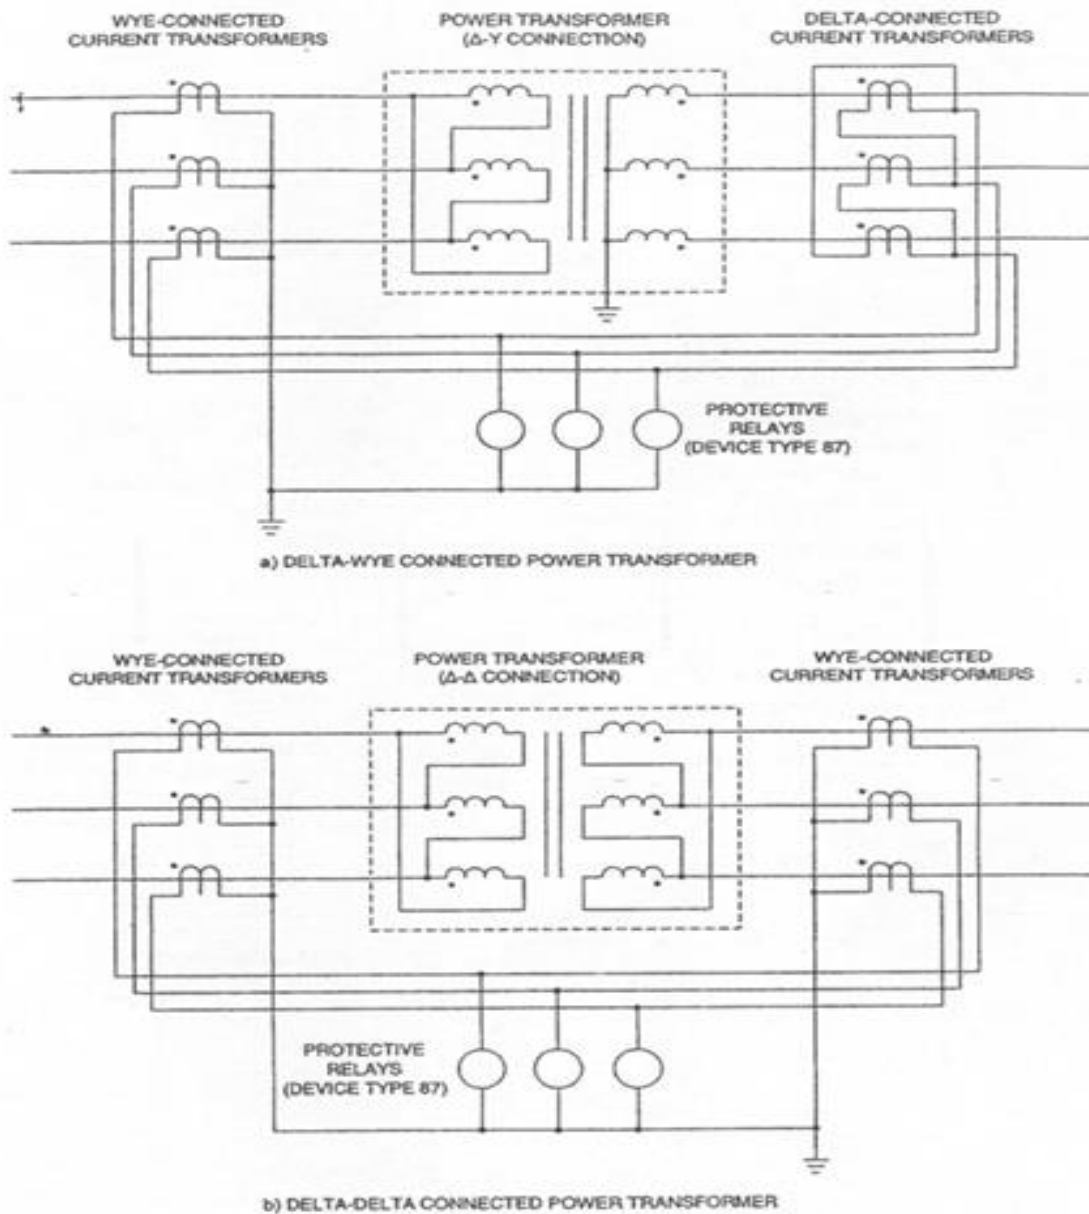 WYE-CONNECTED
CURRENT TRANSFORMERS
POWER TRANSFORMER
(Δ-Y CONNECTION)
DELTA-CONNECTED
CURRENT TRANSFORMERS
PROTECTIVE
RELAYS
(DEVICE TYPE 87)
a) DELTA-WYE CONNECTED POWER TRANSFORMER
WYE-CONNECTED
CURRENT TRANSFORMERS
POWER TRANSFORMER
(Δ-Δ CONNECTION)
WYE-CONNECTED
CURRENT TRANSFORMERS
PROTECTIVE
RELAYS
(DEVICE TYPE 87)
b) DELTA-DELTA CONNECTED POWER TRANSFORMER